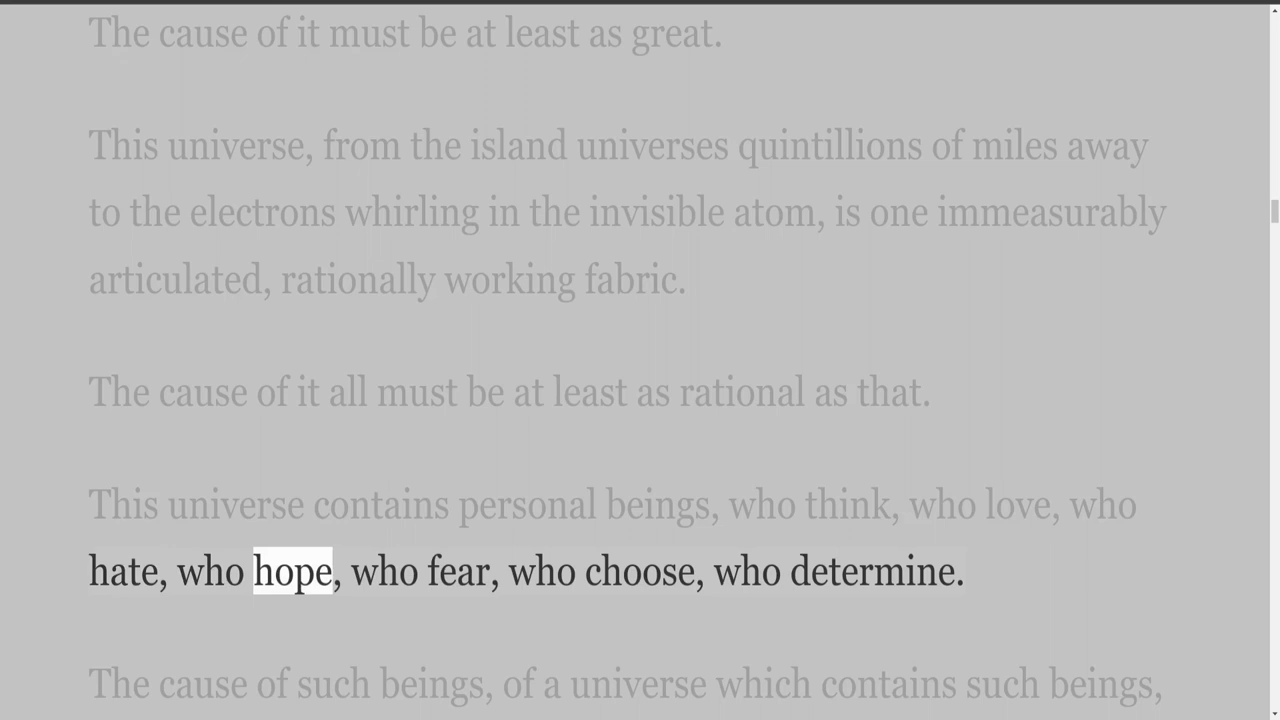 The cause of it must be at least as great.
This universe, from the island universes quintillions of miles away
to the electrons whirling in the invisible atom, is one immeasurably
articulated, rationally working fabric.
The cause of it all must be at least as rational as that.
This universe contains personal beings, who think, who love, who
hate, who hope, who fear, who choose, who determine.
The cause of such beings, of a universe which contains such beings,